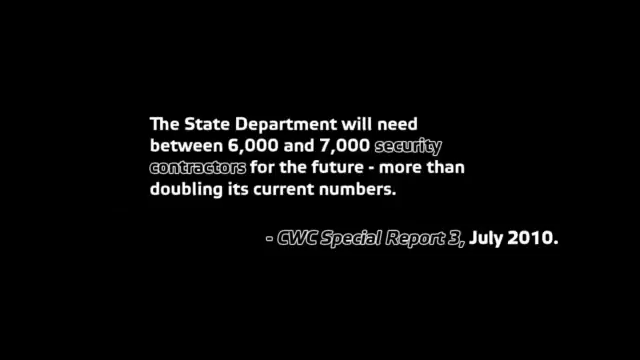 The State Department will need
between 6,000 and 7,000 security
contractors for the future - more than
doubling its current numbers.
- CWC Special Report 3, July 2010.